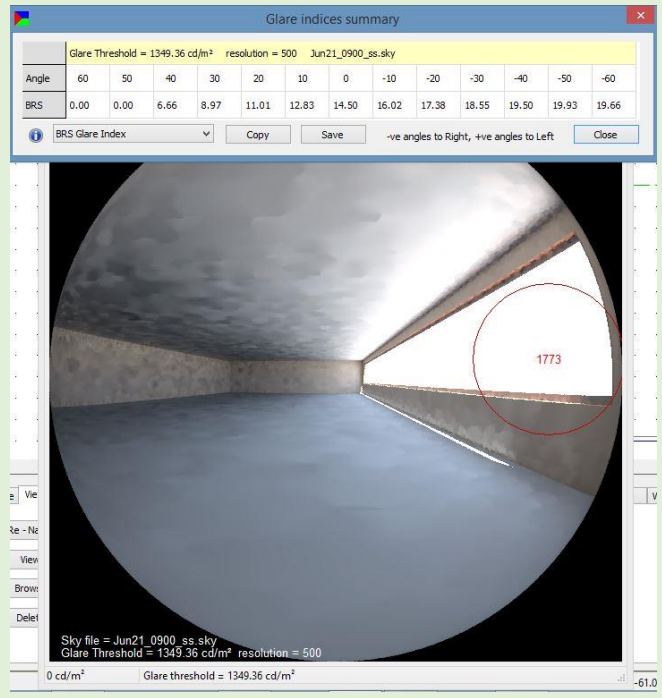 Glare indices summary
Glare Threshold = 1349.36 cd/m² resolution = 500 Jun21_0900_ss.sky
Angle 60 50 40 30 20 10 0 -10 -20 -30 -40 -50 -60
BRS 0.00 0.00 6.66 8.97 11.01 12.83 14.50 16.02 17.38 18.55 19.50 19.93 19.66
BRS Glare Index Copy Save -ve angles to Right, +ve angles to Left Close
1773
Vie
Re - Na
View
Brows
Delet
Sky file = Jun21_0900_ss.sky
Glare Threshold = 1349.36 cd/m² resolution = 500
0 cd/m² Glare threshold = 1349.36 cd/m²
-61.0